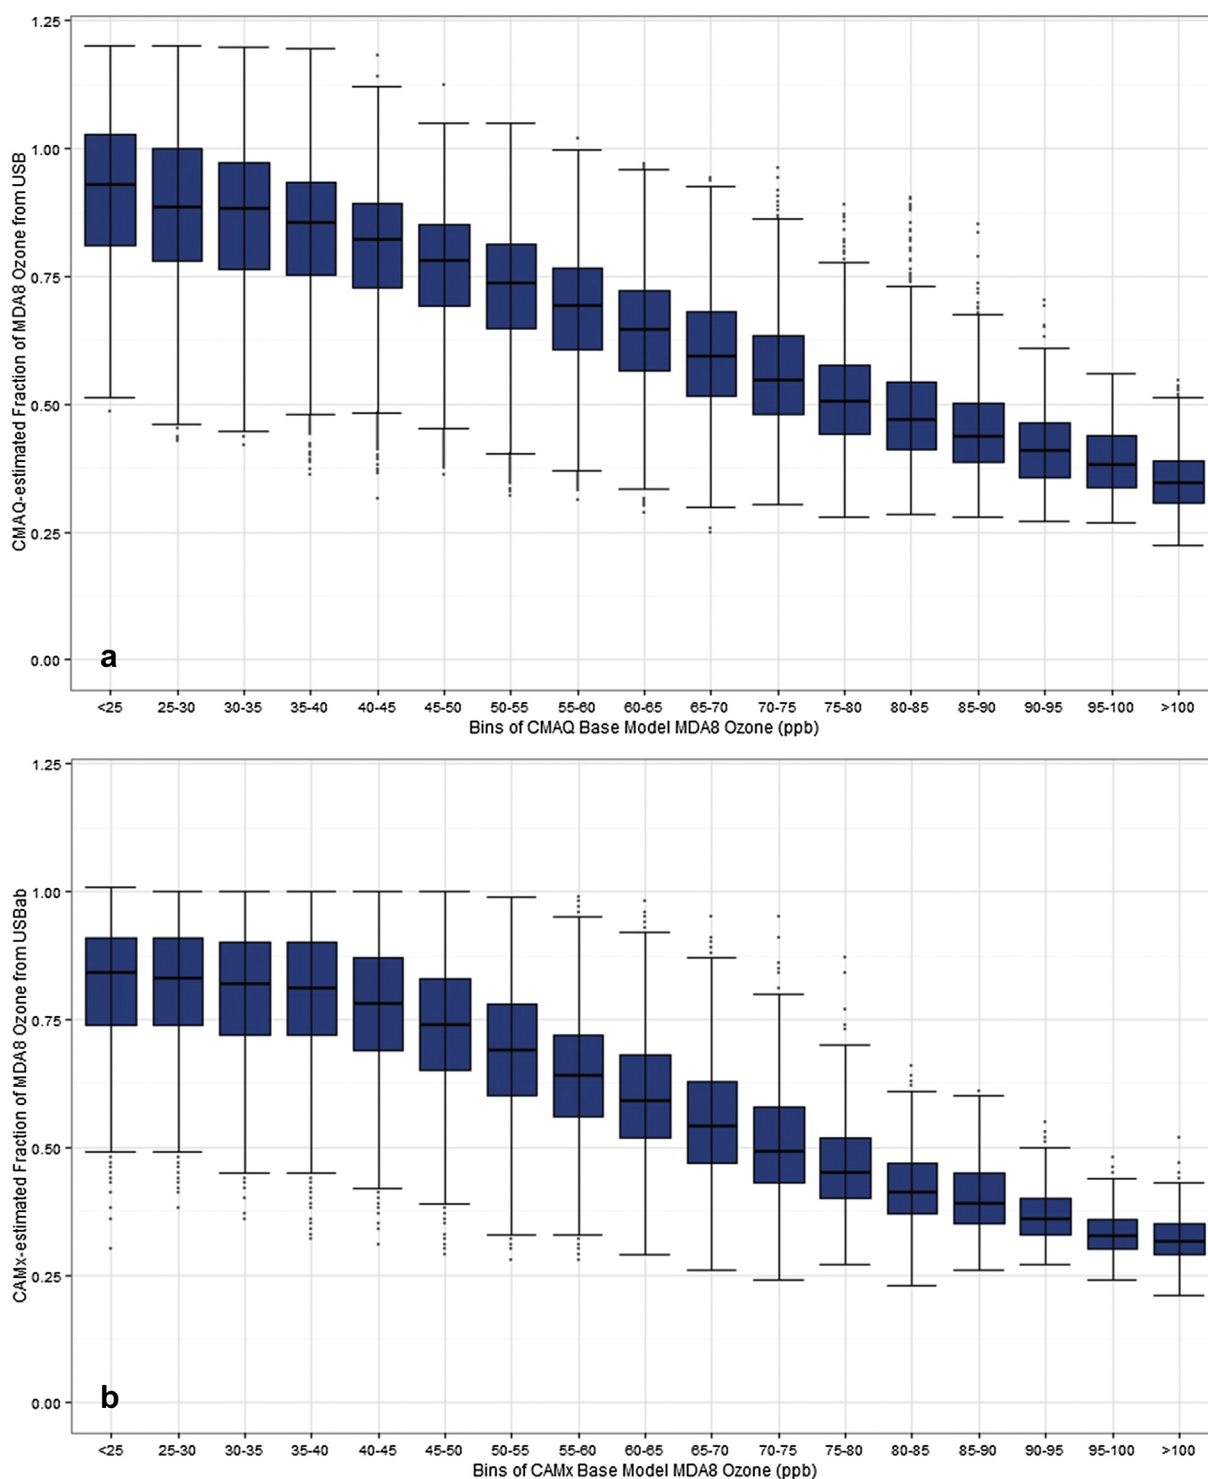 1.25
1.00
0.75
0.50
0.25
0.00
CMAQ-estimated Fraction of MDA8 Ozone from USB
a
<25 25-30 30-35 35-40 40-45 45-50 50-55 55-60 60-65 65-70 70-75 75-80 80-85 85-90 90-95 95-100 >100
Bins of CMAQ Base Model MDA8 Ozone (ppb)
1.25
1.00
0.75
0.50
0.25
0.00
CAMx-estimated Fraction of MDA8 Ozone from USBab
b
<25 25-30 30-35 35-40 40-45 45-50 50-55 55-60 60-65 65-70 70-75 75-80 80-85 85-90 90-95 95-100 >100
Bins of CAMx Base Model MDA8 Ozone (ppb)